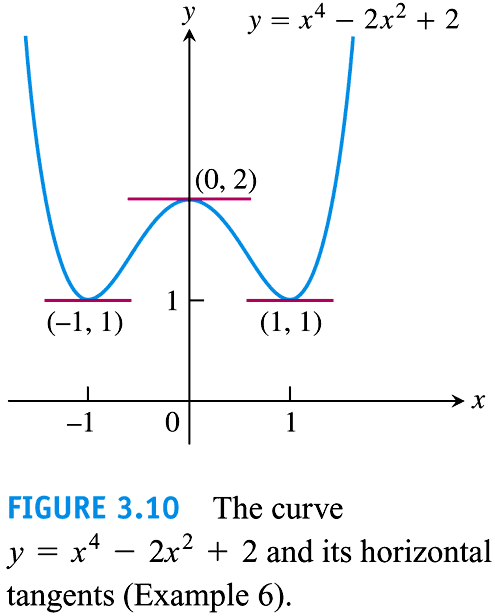 y
y = x⁴ − 2x² + 2
(0, 2)
1
(–1, 1)
(1, 1)
x
–1
0
1
FIGURE 3.10 The curve
y = x⁴ − 2x² + 2 and its horizontal
tangents (Example 6).